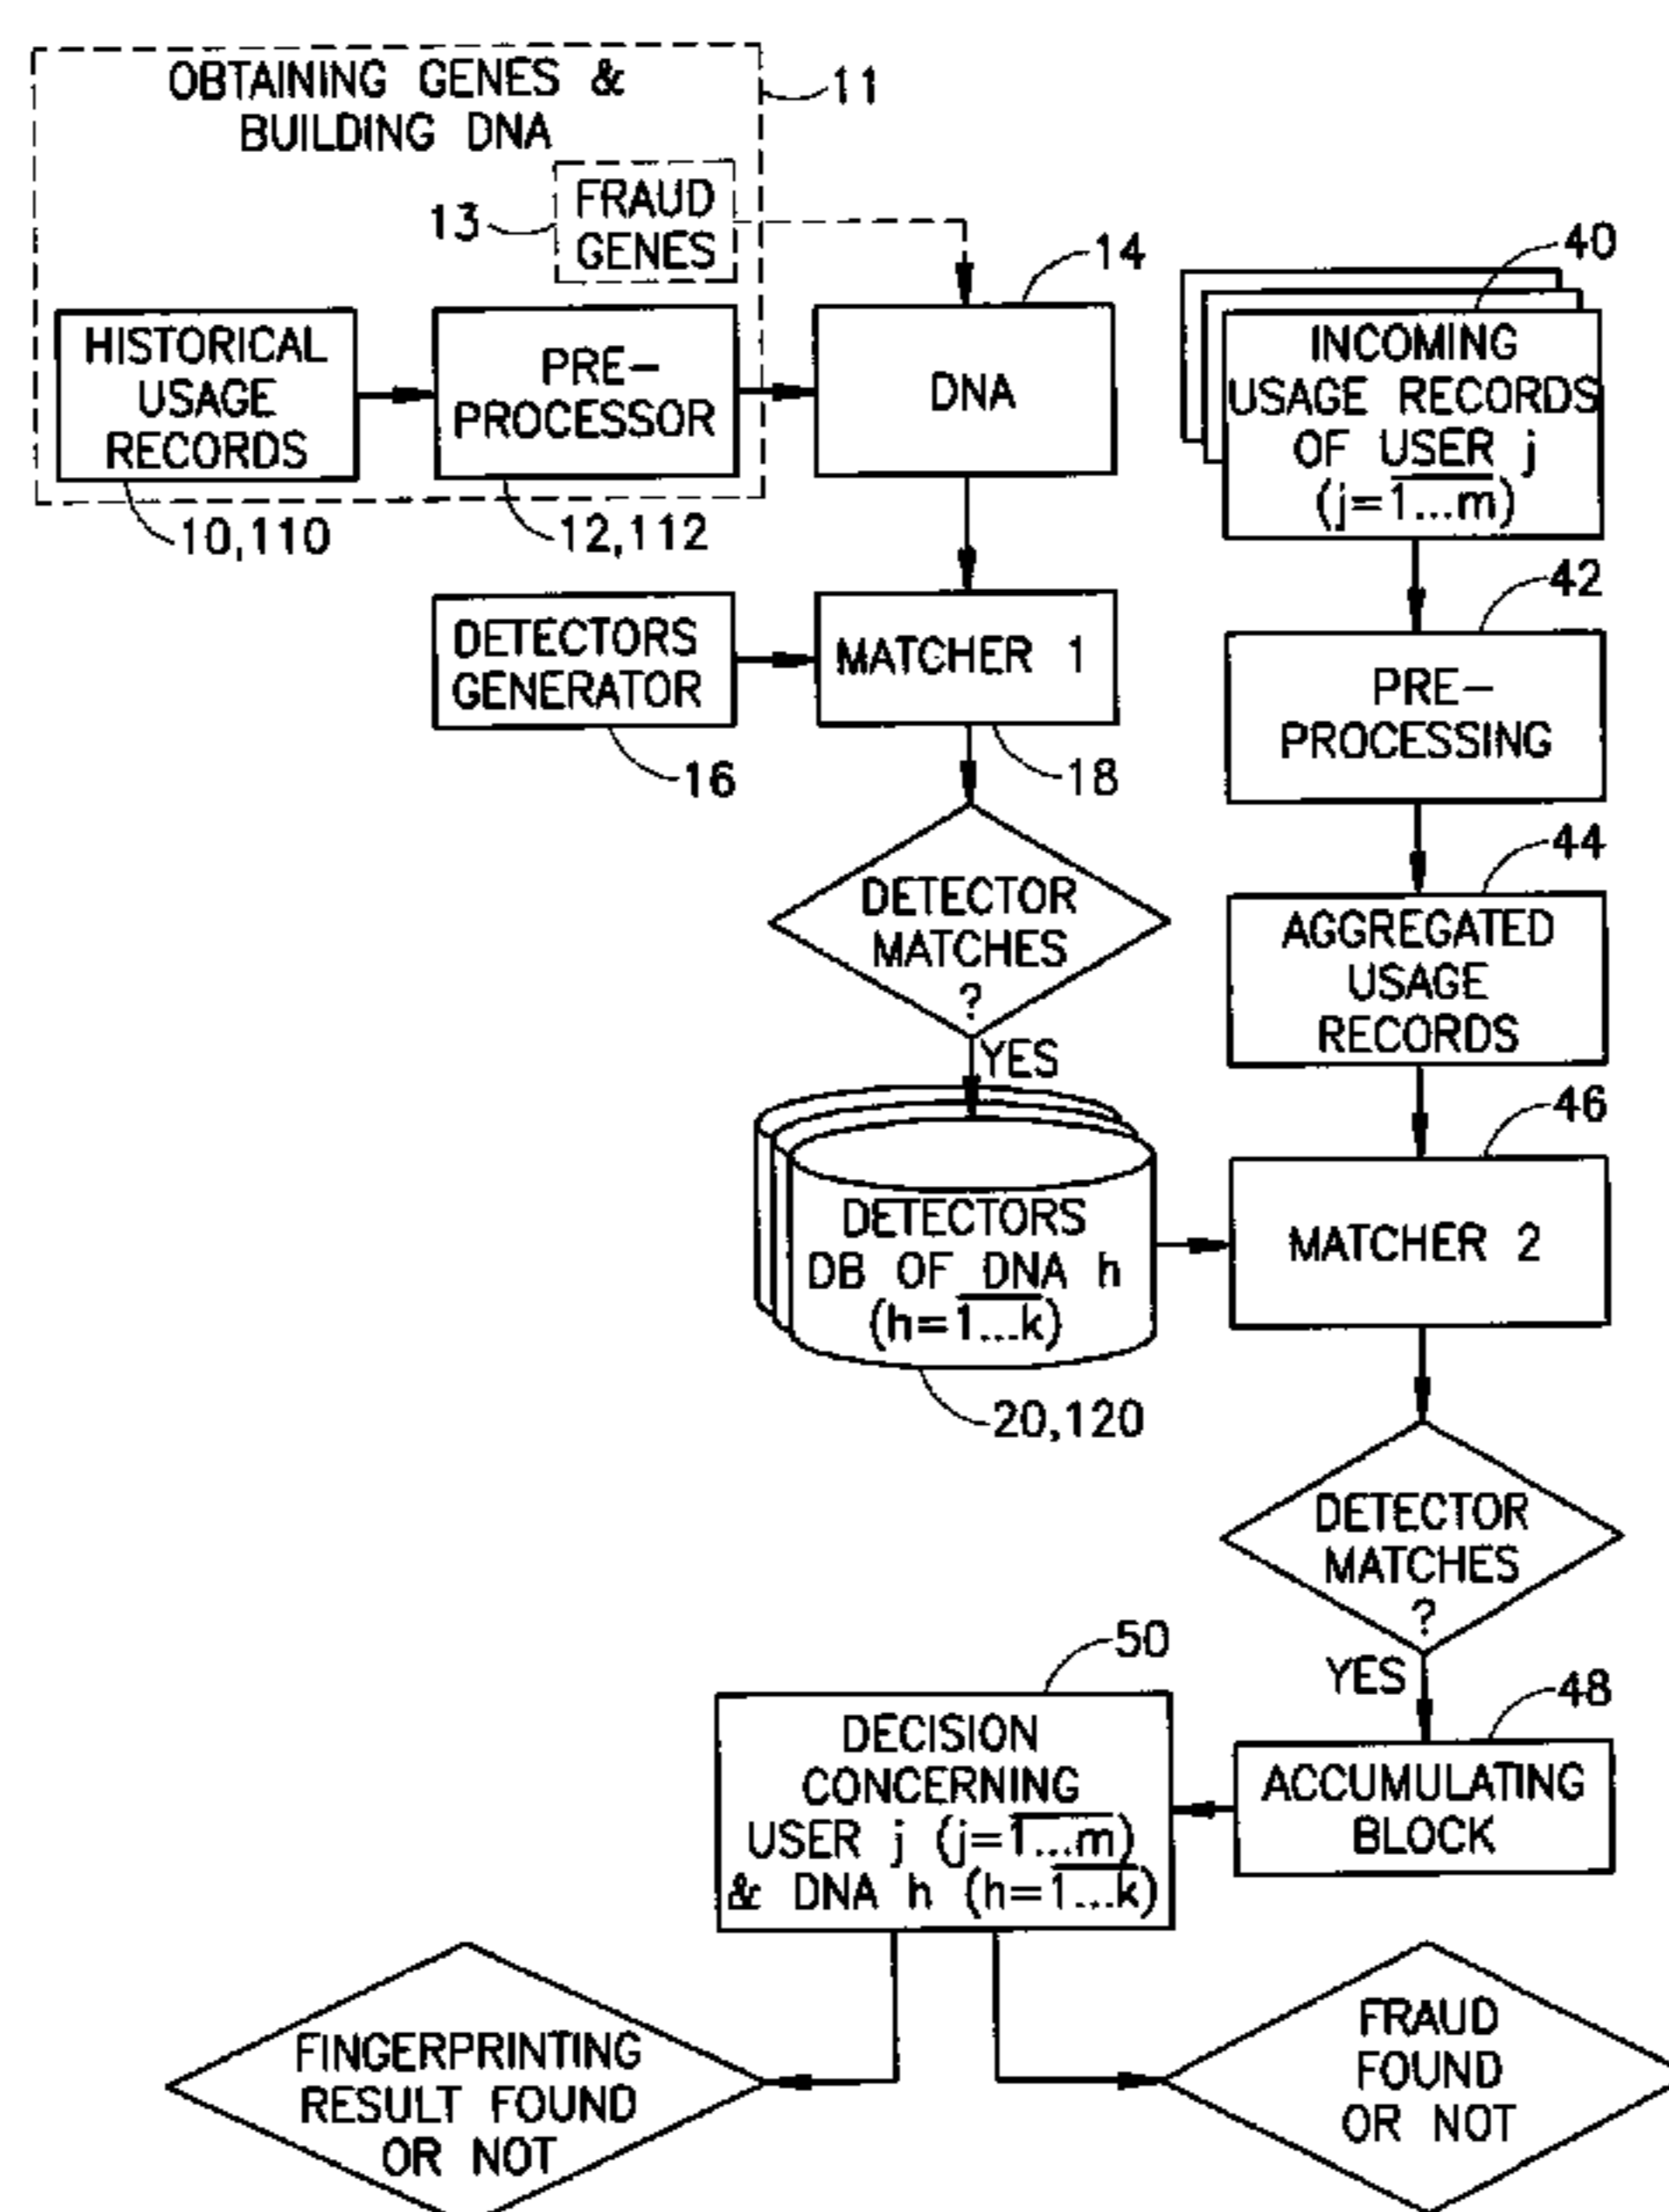 OBTAINING GENES &
BUILDING DNA
11
FRAUD
GENES
13
HISTORICAL
USAGE
RECORDS
10,110
PRE-
PROCESSOR
12,112
DNA
14
INCOMING
USAGE RECORDS
OF USER j
(j=1...m)
40
DETECTORS
GENERATOR
16
MATCHER 1
18
PRE-
PROCESSING
42
DETECTOR
MATCHES
?
YES
AGGREGATED
USAGE
RECORDS
44
DETECTORS
DB OF DNA h
(h=1...k)
20,120
MATCHER 2
46
DETECTOR
MATCHES
?
YES
ACCUMULATING
BLOCK
48
DECISION
CONCERNING
USER j (j=1...m)
& DNA h (h=1...k)
50
FINGERPRINTING
RESULT FOUND
OR NOT
FRAUD
FOUND
OR NOT